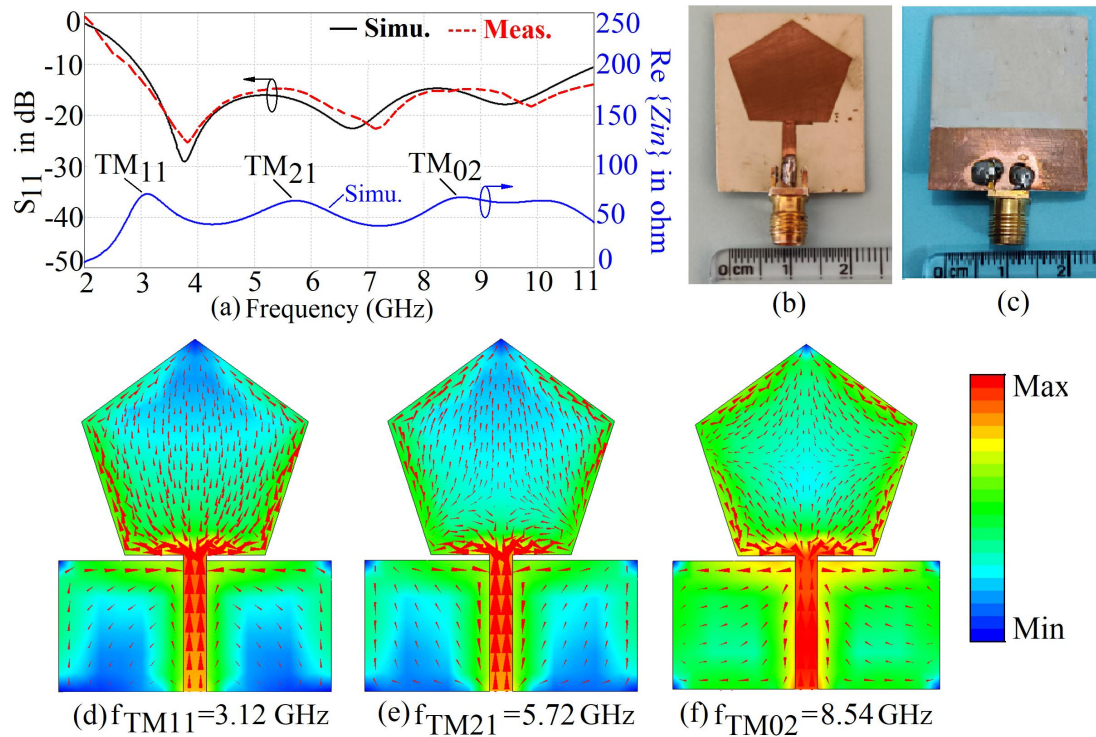 0
-10
-20
-30
-40
-50
S11 in dB
Simu. Meas.
TM11
TM21
TM02
Simu.
250
200
150
100
50
0
Re {Zin} in ohm
2 3 4 5 6 7 8 9 10 11
(a) Frequency (GHz)
0 cm 1 2
(b)
0 cm 1 2
(c)
Max
Min
(d) fTM11=3.12 GHz
(e) fTM21=5.72 GHz
(f) fTM02=8.54 GHz